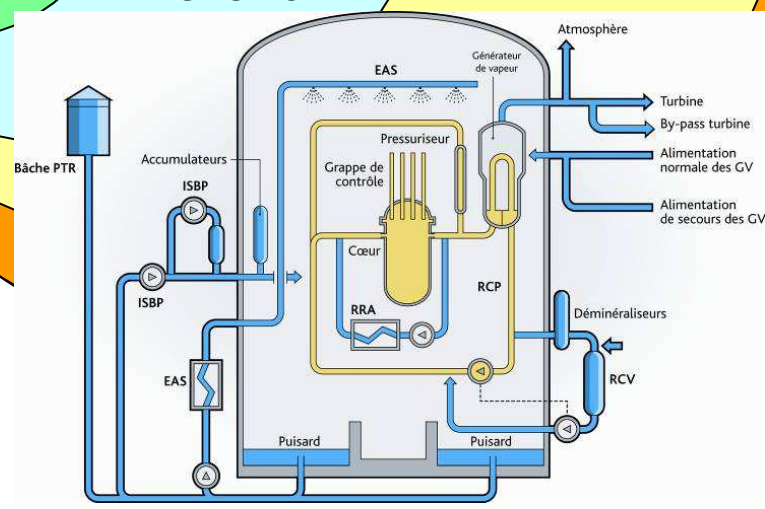 Atmosphère
Générateur
de vapeur
EAS
Turbine
By-pass turbine
Pressuriseur
Bâche PTR
Accumulateurs
Grappe de
contrôle
Alimentation
normale des GV
ISBP
Alimentation
de secours des GV
Cœur
ISBP
RRA
RCP
Déminéraliseurs
EAS
RCV
Puisard
Puisard